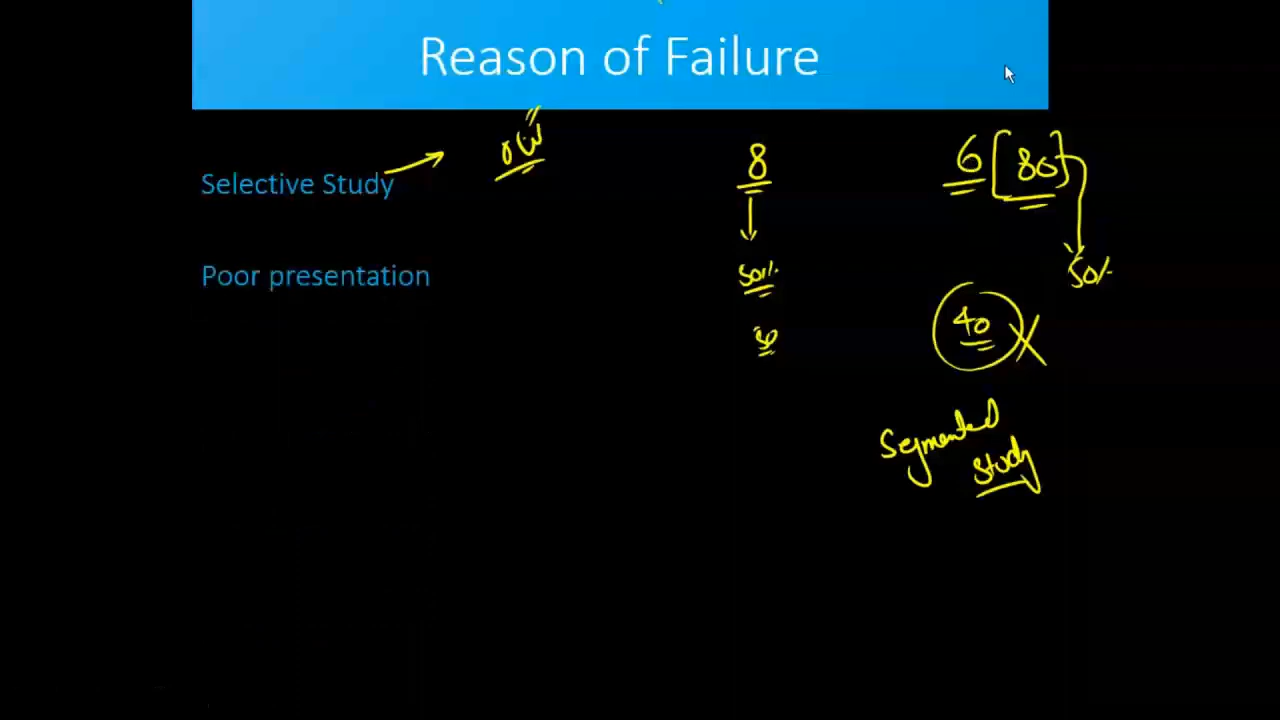 Reason of Failure
Selective Study
8
6 [80]
Poor presentation
50%
50%
40
Segmented
Study